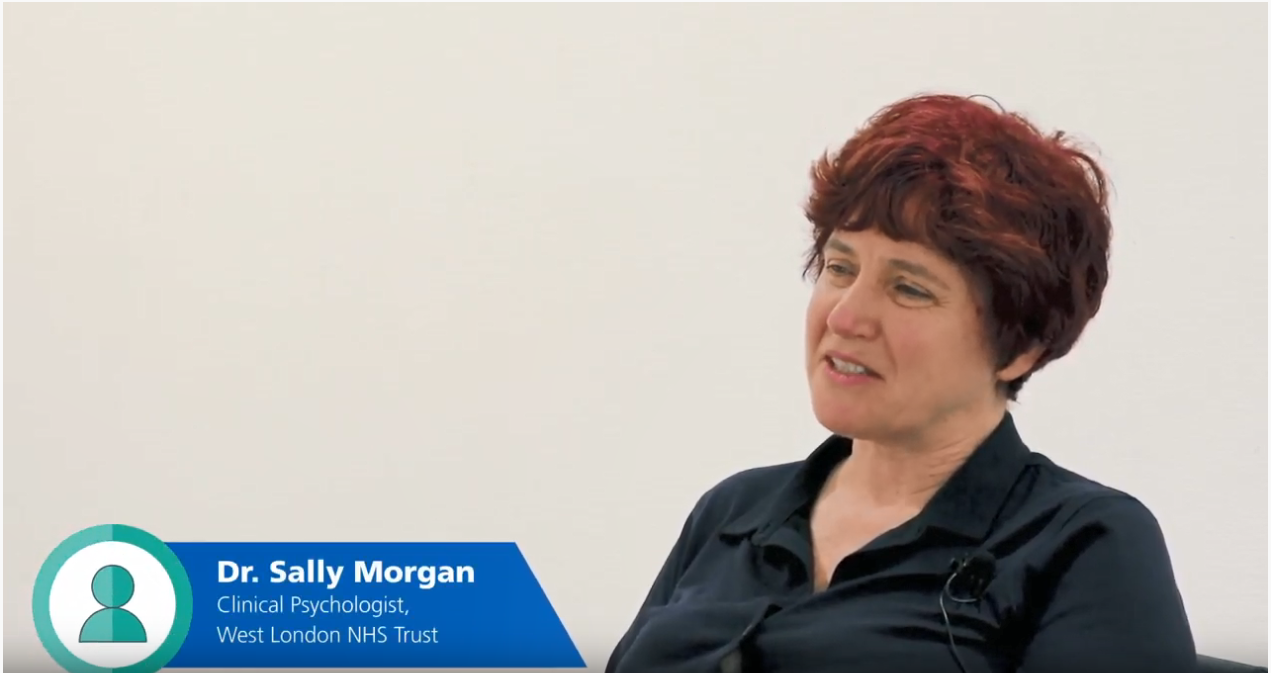 Dr. Sally Morgan
Clinical Psychologist,
West London NHS Trust